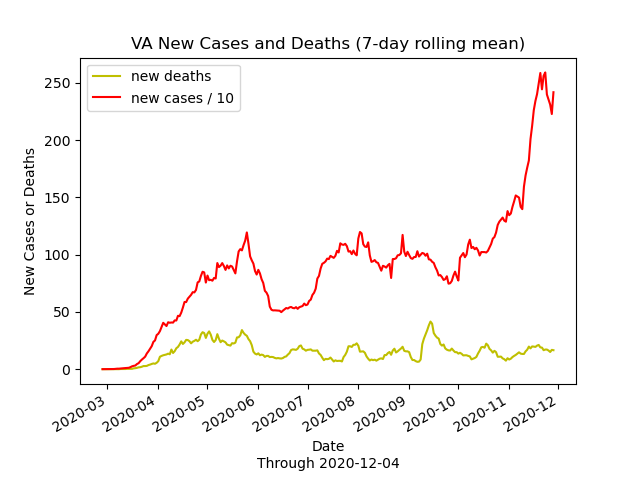 VA New Cases and Deaths (7-day rolling mean)
new deaths
new cases / 10
250
200
150
100
50
0
New Cases or Deaths
2020-03
2020-04
2020-05
2020-06
2020-07
2020-08
2020-09
2020-10
2020-11
2020-12
Date
Through 2020-12-04